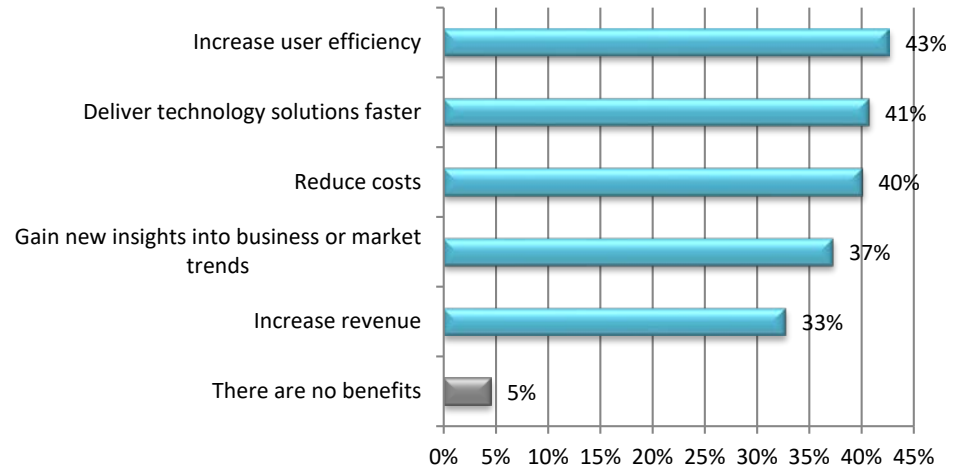 Increase user efficiency
43%
Deliver technology solutions faster
41%
Reduce costs
40%
Gain new insights into business or market
trends
37%
Increase revenue
33%
There are no benefits
5%
0% 5% 10% 15% 20% 25% 30% 35% 40% 45%